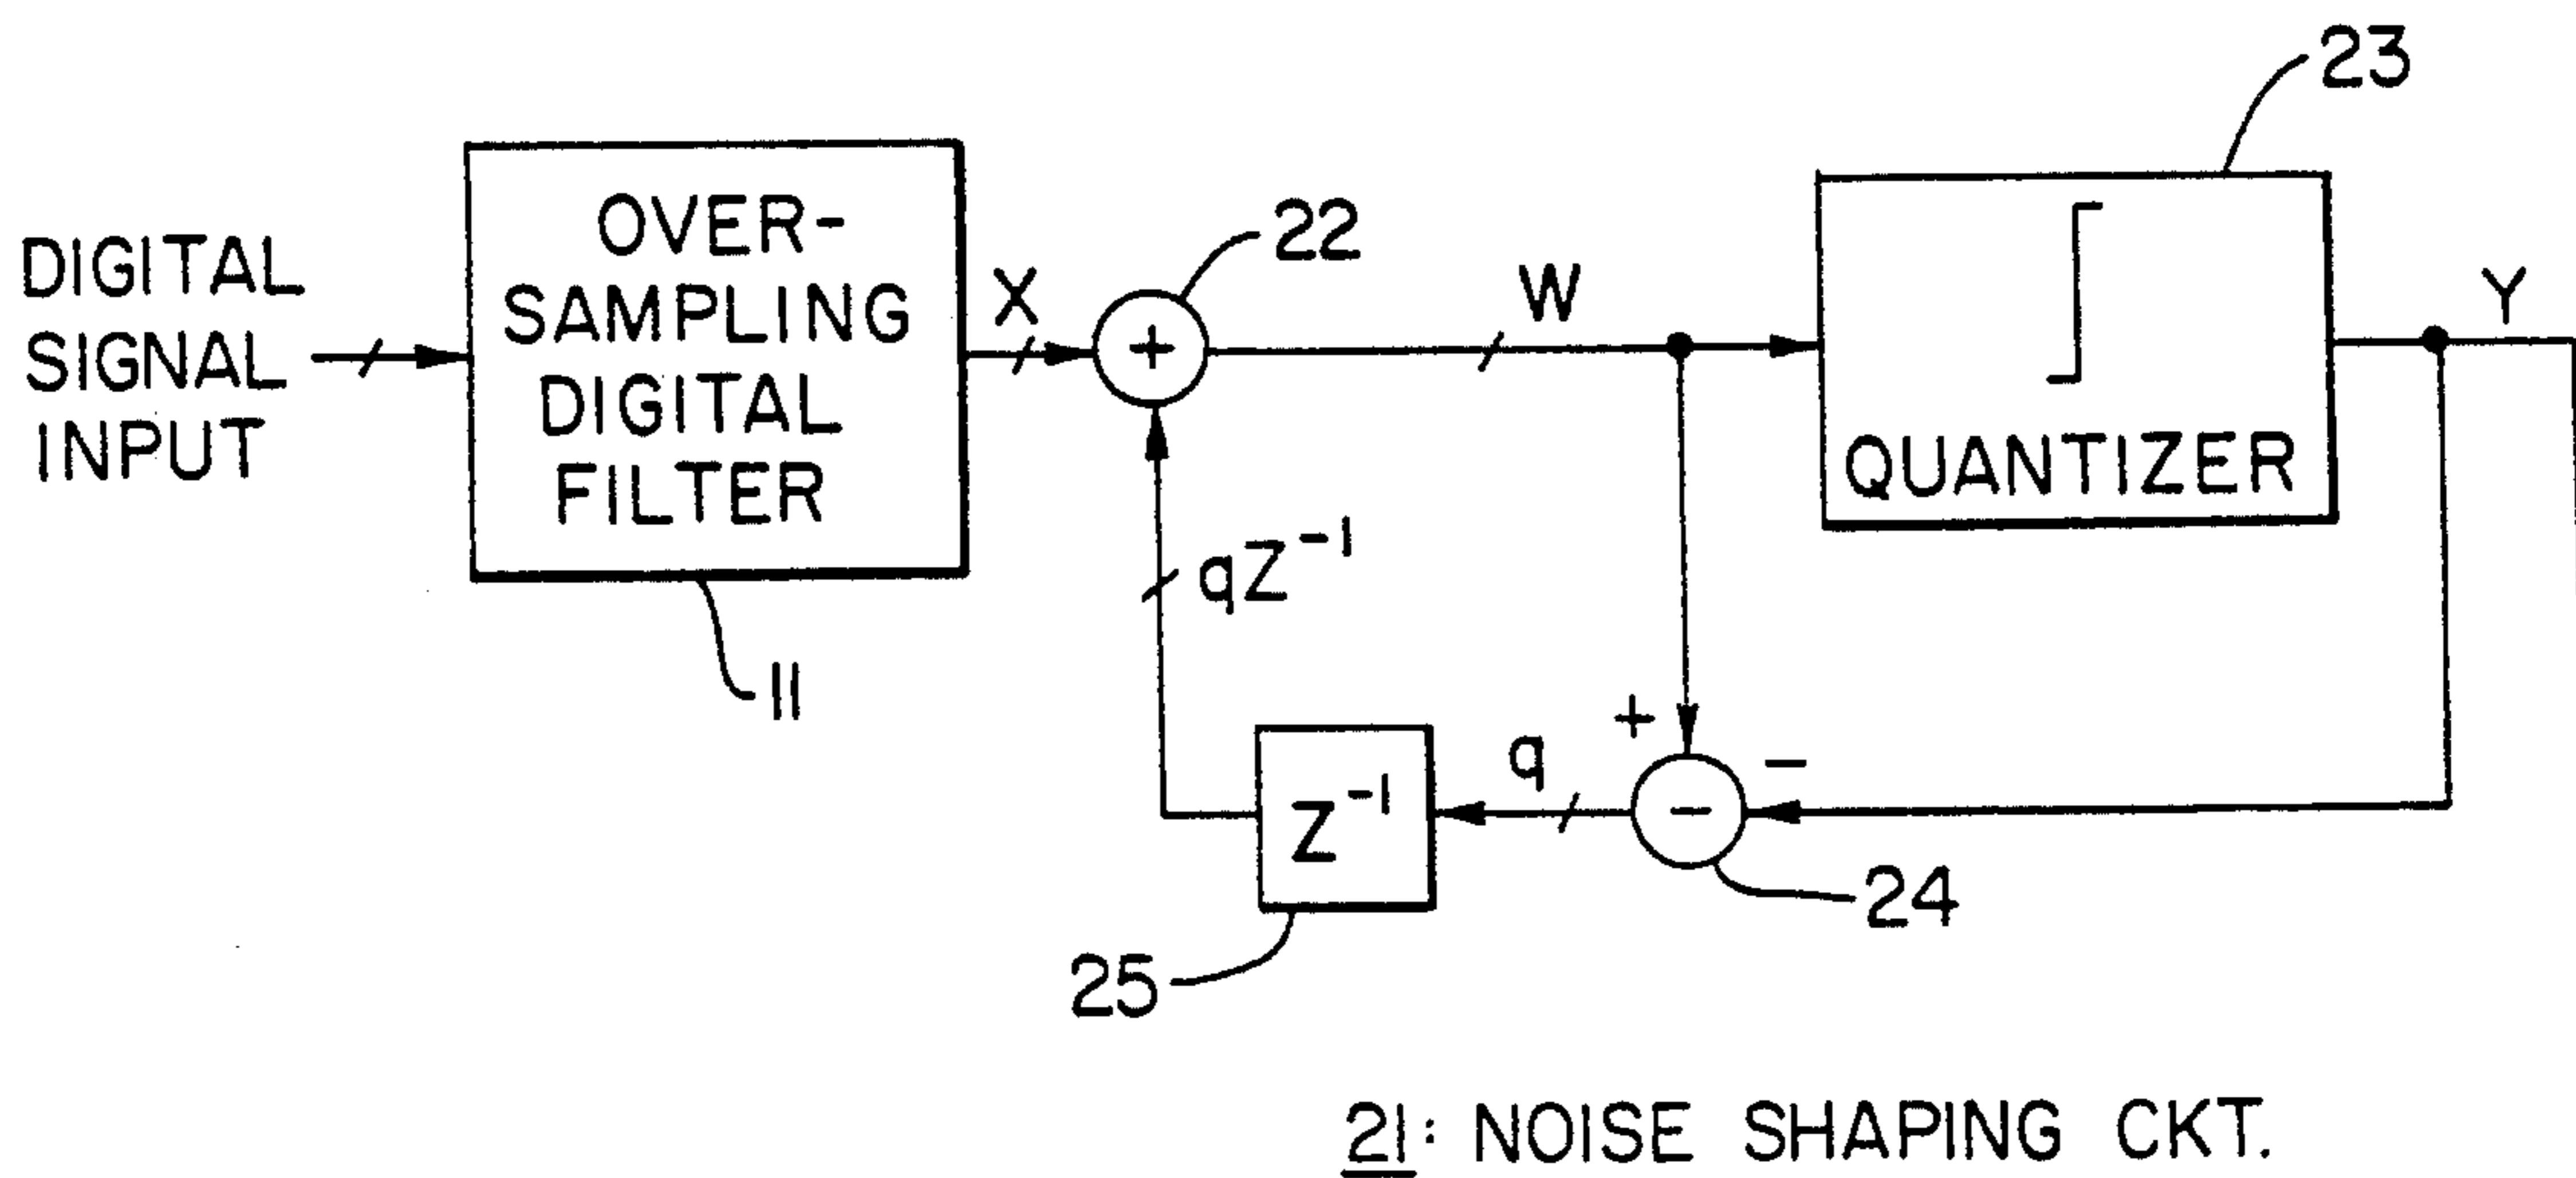 23
22
DIGITAL
SIGNAL
INPUT
OVER-
SAMPLING
DIGITAL
FILTER
X
+
W
QUANTIZER
Y
qZ⁻¹
11
+
−
q
−
Z⁻¹
24
25
21: NOISE SHAPING CKT.